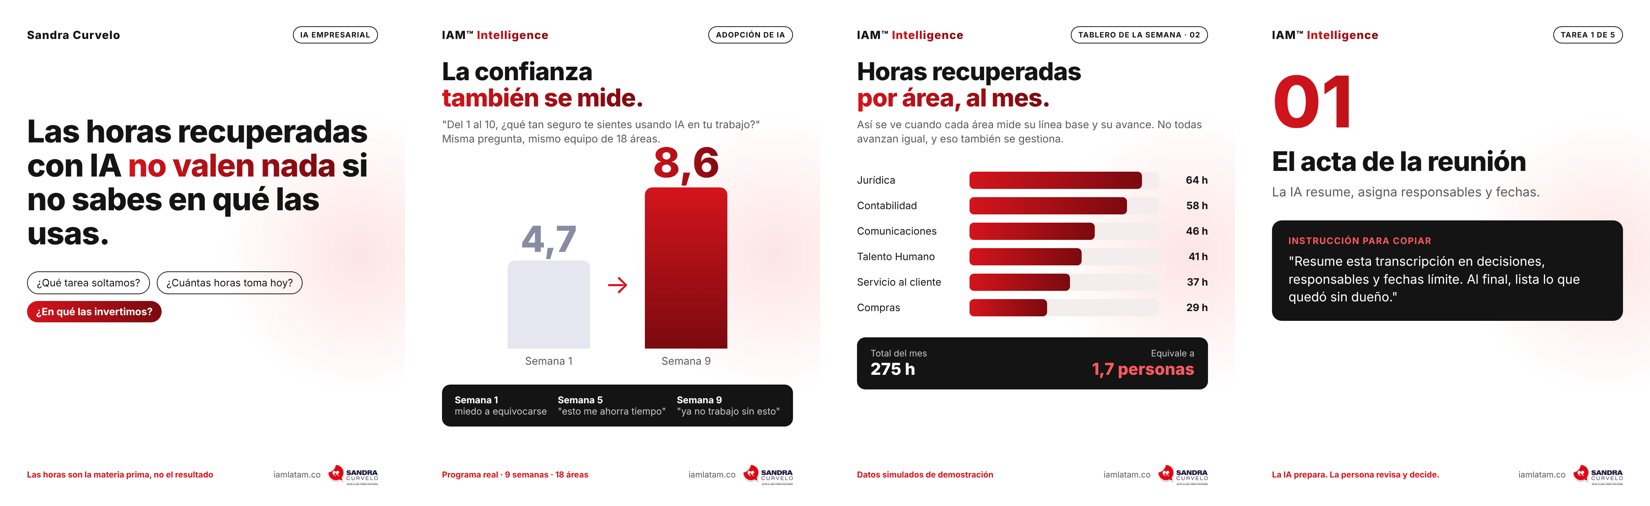 Sandra Curvelo
IA EMPRESARIAL
Las horas recuperadas
con IA no valen nada si
no sabes en qué las
usas.
¿Qué tarea soltamos?
¿Cuántas horas toma hoy?
¿En qué las invertimos?
Las horas son la materia prima, no el resultado
iamlatam.co
SANDRA
CURVELO
IAM™ Intelligence
ADOPCIÓN DE IA
La confianza
también se mide.
"Del 1 al 10, ¿qué tan seguro te sientes usando IA en tu trabajo?"
Misma pregunta, mismo equipo de 18 áreas.
4,7
8,6
Semana 1
Semana 9
Semana 1
miedo a equivocarse
Semana 5
"esto me ahorra tiempo"
Semana 9
"ya no trabajo sin esto"
Programa real · 9 semanas · 18 áreas
iamlatam.co
SANDRA
CURVELO
IAM™ Intelligence
TABLERO DE LA SEMANA · 02
Horas recuperadas
por área, al mes.
Así se ve cuando cada área mide su línea base y su avance. No todas
avanzan igual, y eso también se gestiona.
Jurídica 64 h
Contabilidad 58 h
Comunicaciones 46 h
Talento Humano 41 h
Servicio al cliente 37 h
Compras 29 h
Total del mes
275 h
Equivale a
1,7 personas
Datos simulados de demostración
iamlatam.co
SANDRA
CURVELO
IAM™ Intelligence
TAREA 1 DE 5
01
El acta de la reunión
La IA resume, asigna responsables y fechas.
INSTRUCCIÓN PARA COPIAR
"Resume esta transcripción en decisiones,
responsables y fechas límite. Al final, lista lo que
quedó sin dueño."
La IA prepara. La persona revisa y decide.
iamlatam.co
SANDRA
CURVELO